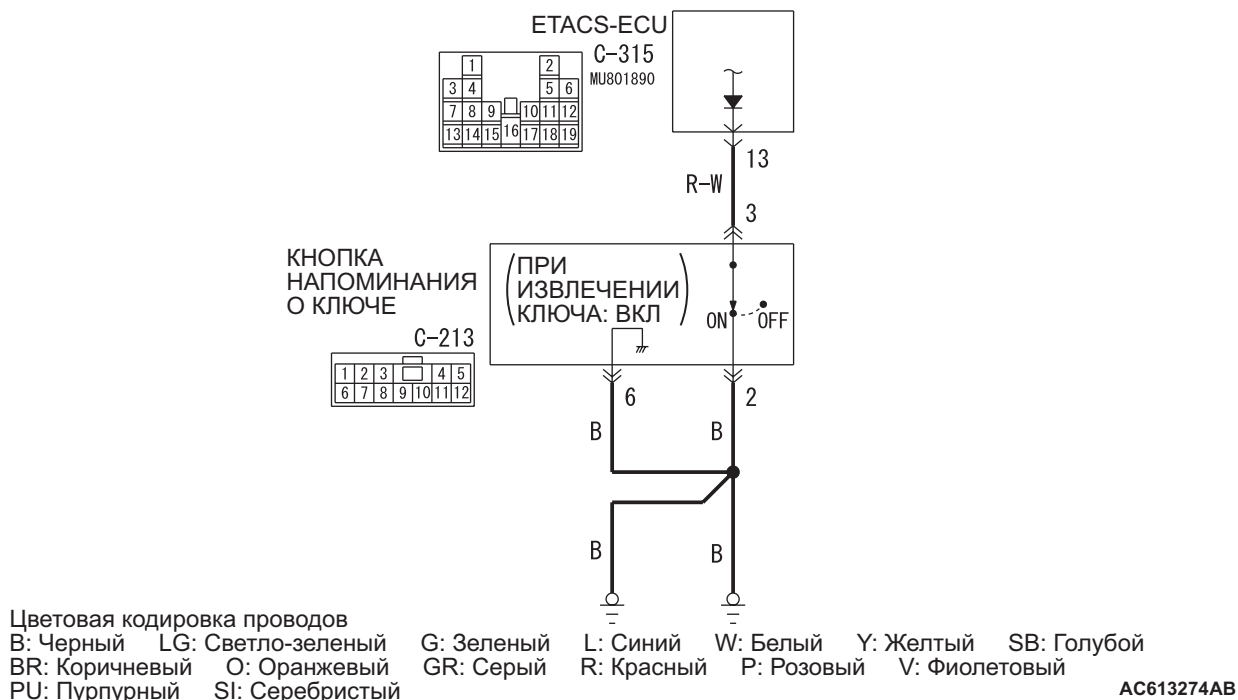 ETACS-ECU
C-315
MU801890
1 2
3 4 5 6
7 8 9 10 11 12
13 14 15 16 17 18 19
13
R-W
3
КНОПКА
НАПОМИНАНИЯ
О КЛЮЧЕ
(ПРИ
ИЗВЛЕЧЕНИИ
КЛЮЧА: ВКЛ)
ON OFF
C-213
1 2 3 4 5
6 7 8 9 10 11 12
6 2
B B
B B
Цветовая кодировка проводов
B: Черный LG: Светло-зеленый G: Зеленый L: Синий W: Белый Y: Желтый SB: Голубой
BR: Коричневый O: Оранжевый GR: Серый R: Красный P: Розовый V: Фиолетовый
PU: Пурпурный SI: Серебристый
AC613274AB